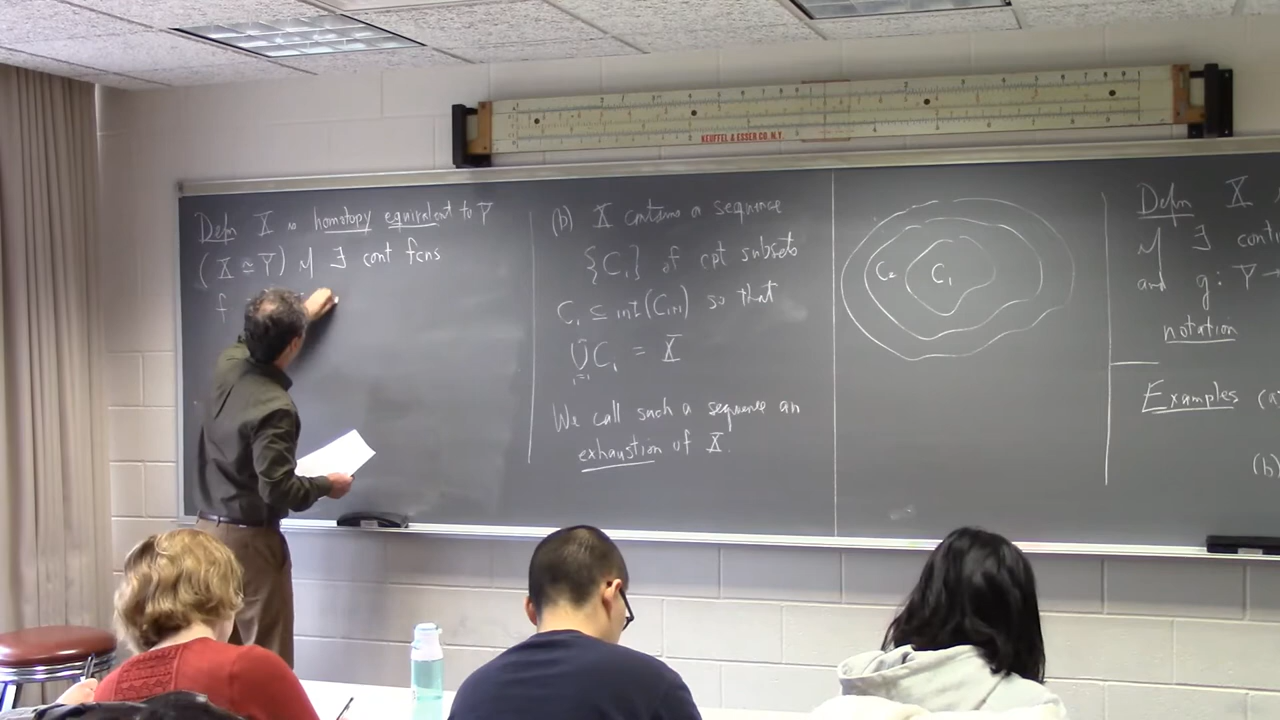 KEUFFEL & ESSER CO. N.Y.
Defn X is homotopy equivalent to Y
(X ≃ Y) if ∃ cont fcns
f
(b) X contains a sequence
{Ci} of cpt subsets
Ci ⊆ int(Ci+1) so that
∞
∪ Ci = X
i=1
We call such a sequence an
exhaustion of X.
C2 C1
Defn X
if ∃ conti
and g: Y →
notation
Examples (a
(b)